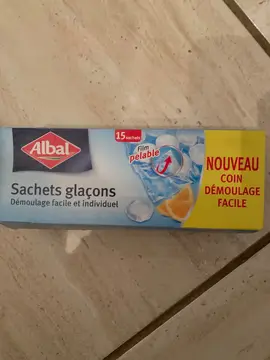 Albal
15 sachets
Film
pelable
Sachets glaçons
Démoulage facile et individuel
NOUVEAU
COIN
DÉMOULAGE
FACILE